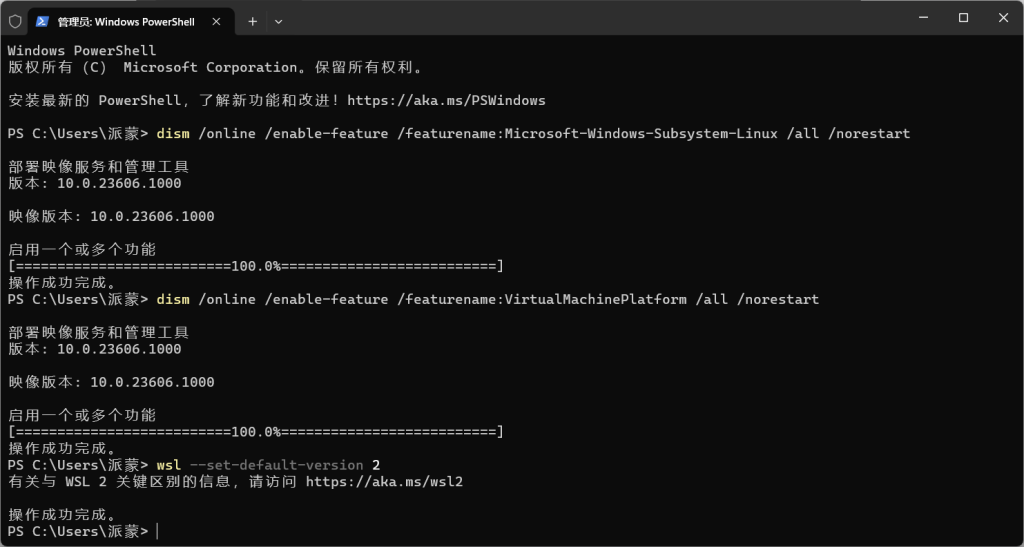 管理员: Windows PowerShell
Windows PowerShell
版权所有 (C) Microsoft Corporation。保留所有权利。
安装最新的 PowerShell，了解新功能和改进！https://aka.ms/PSWindows
PS C:\Users\派蒙> dism /online /enable-feature /featurename:Microsoft-Windows-Subsystem-Linux /all /norestart
部署映像服务和管理工具
版本: 10.0.23606.1000
映像版本: 10.0.23606.1000
启用一个或多个功能
[==========================100.0%==========================]
操作成功完成。
PS C:\Users\派蒙> dism /online /enable-feature /featurename:VirtualMachinePlatform /all /norestart
部署映像服务和管理工具
版本: 10.0.23606.1000
映像版本: 10.0.23606.1000
启用一个或多个功能
[==========================100.0%==========================]
操作成功完成。
PS C:\Users\派蒙> wsl --set-default-version 2
有关与 WSL 2 关键区别的信息，请访问 https://aka.ms/wsl2
操作成功完成。
PS C:\Users\派蒙>